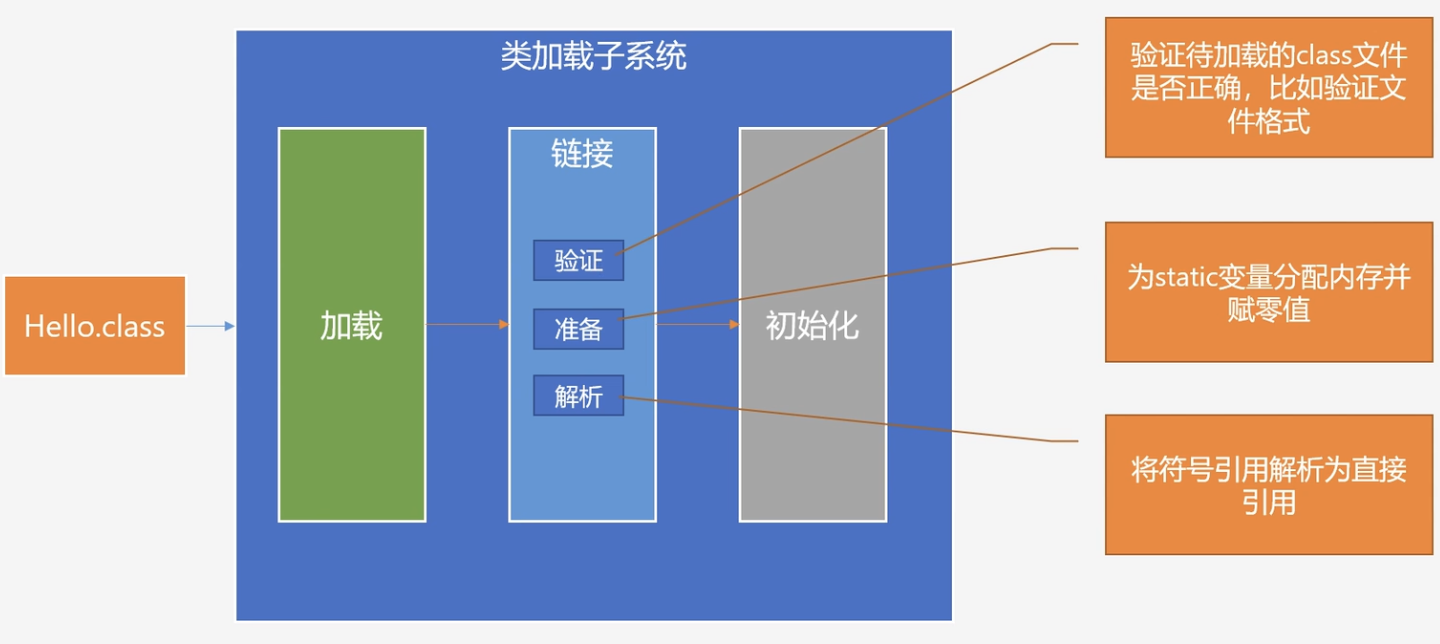 类加载子系统
Hello.class
加载
链接
验证
准备
解析
初始化
验证待加载的class文件
是否正确，比如验证文
件格式
为static变量分配内存并
赋零值
将符号引用解析为直接
引用